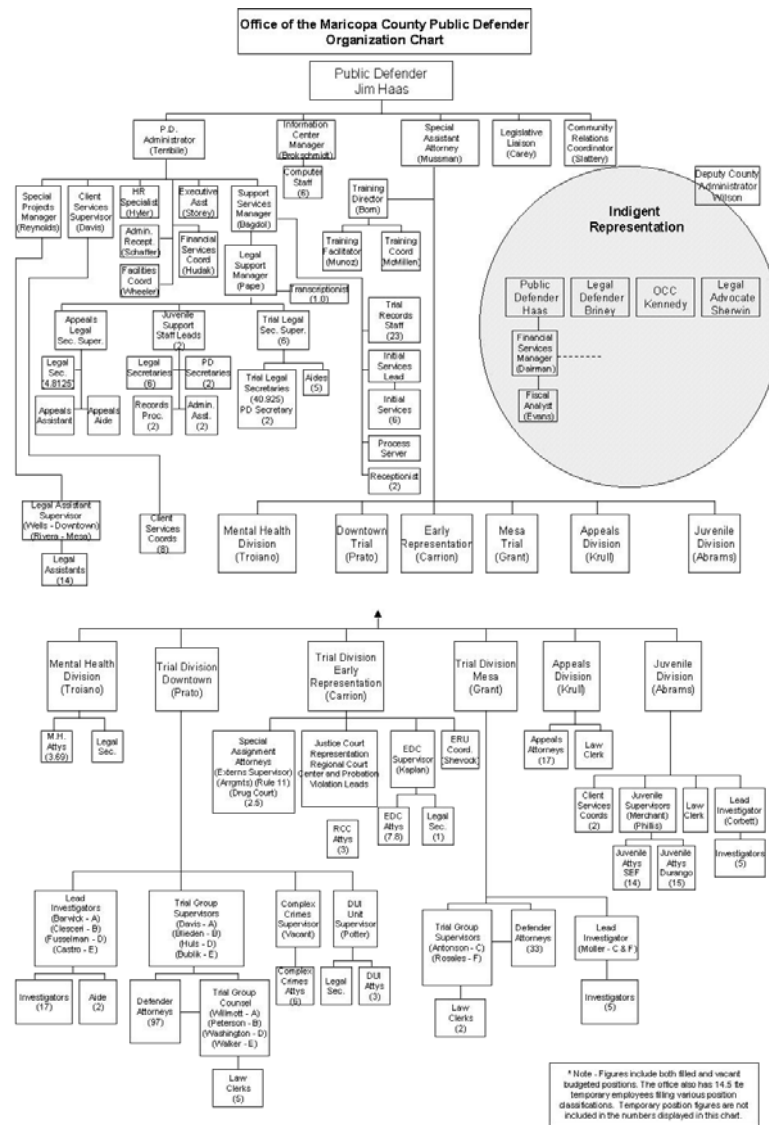 Office of the Maricopa County Public Defender
Organization Chart
Public Defender
Jim Haas
P.D.
Administrator
(Terribile)
Information
Center
Manager
(Brokschmidt)
Special
Assistant
Attorney
(Mussman)
Legislative
Liaison
(Carey)
Community
Relations
Coordinator
(Slattery)
Computer
Staff
(6)
Deputy County
Administrator
Wilson
Special
Projects
Manager
(Reynolds)
Client
Services
Supervisor
(Davis)
HR
Specialist
(Hyler)
Executive
Asst
(Storey)
Support
Services
Manager
(Bagdol)
Admin.
Recept.
(Schaffer)
Financial
Services
Coord
(Hudak)
Facilities
Coord
(Wheeler)
Legal
Support
Manager
(Pape)
Transcriptionist
(1.0)
Training
Director
(Born)
Training
Facilitator
(Munoz)
Training
Coord
(McMillen)
Indigent
Representation
Public
Defender
Haas
Legal
Defender
Briney
OCC
Kennedy
Legal
Advocate
Sherwin
Financial
Services
Manager
(Dairman)
Fiscal
Analyst
(Evans)
Appeals
Legal
Sec. Super.
Juvenile
Support
Staff Leads
(2)
Trial Legal
Sec. Super.
(6)
Legal
Sec.
(4.8125)
Appeals
Assistant
Appeals
Aide
Legal
Secretaries
(6)
PD
Secretaries
(2)
Records
Proc.
(2)
Admin.
Asst.
(2)
Trial Legal
Secretaries
(40.925)
PD Secretary
(2)
Aides
(5)
Trial
Records
Staff
(23)
Initial
Services
Lead
Initial
Services
(6)
Process
Server
Receptionist
(2)
Legal Assistant
Supervisor
(Wells - Downtown)
(Rivera - Mesa)
Legal
Assistants
(14)
Client
Services
Coords
(8)
Mental Health
Division
(Troiano)
Downtown
Trial
(Prato)
Early
Representation
(Carrion)
Mesa
Trial
(Grant)
Appeals
Division
(Krull)
Juvenile
Division
(Abrams)
Mental Health
Division
(Troiano)
Trial Division
Downtown
(Prato)
Trial Division
Early
Representation
(Carrion)
Trial Division
Mesa
(Grant)
Appeals
Division
(Krull)
Juvenile
Division
(Abrams)
M.H.
Attys
(3.69)
Legal
Sec.
Special
Assignment
Attorneys
(Externs Supervisor)
(Arrgmts) (Rule 11)
(Drug Court)
(2.5)
Justice Court
Representation
Regional Court
Center and Probation
Violation Leads
EDC
Supervisor
(Kaplan)
ERU
Coord.
(Shevock)
RCC
Attys
(3)
EDC
Attys
(7.8)
Legal
Sec.
(1)
Appeals
Attorneys
(17)
Law
Clerk
Client
Services
Coords
(2)
Juvenile
Supervisors
(Merchant)
(Phillis)
Law
Clerk
Lead
Investigator
(Corbett)
Juvenile
Attys
SEF
(14)
Juvenile
Attys
Durango
(15)
Investigators
(5)
Lead
Investigators
(Barwick - A)
(Clesceri - B)
(Fusselman - D)
(Castro - E)
Trial Group
Supervisors
(Davis - A)
(Blieden - B)
(Huls - D)
(Dublik - E)
Complex
Crimes
Supervisor
(Vacant)
DUI
Unit
Supervisor
(Potter)
Investigators
(17)
Aide
(2)
Defender
Attorneys
(97)
Trial Group
Counsel
(Willmott - A)
(Peterson - B)
(Washington - D)
(Walker - E)
Law
Clerks
(5)
Complex
Crimes
Attys
(6)
Legal
Sec.
DUI
Attys
(3)
Trial Group
Supervisors
(Antonson - C)
(Rosales - F)
Defender
Attorneys
(33)
Lead
Investigator
(Moller - C & F)
Law
Clerks
(2)
Investigators
(5)
* Note - Figures include both filled and vacant
budgeted positions. The office also has 14.5 fte
temporary employees filling various position
classifications. Temporary position figures are not
included in the numbers displayed in this chart.